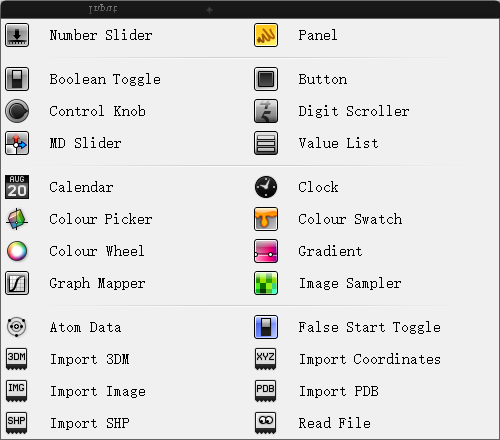 Input
Number Slider
Panel
Boolean Toggle
Button
Control Knob
Digit Scroller
MD Slider
Value List
AUG
20
Calendar
Clock
Colour Picker
Colour Swatch
Colour Wheel
Gradient
Graph Mapper
Image Sampler
Atom Data
False Start Toggle
3DM
Import 3DM
XYZ
Import Coordinates
IMG
Import Image
PDB
Import PDB
SHP
Import SHP
Read File